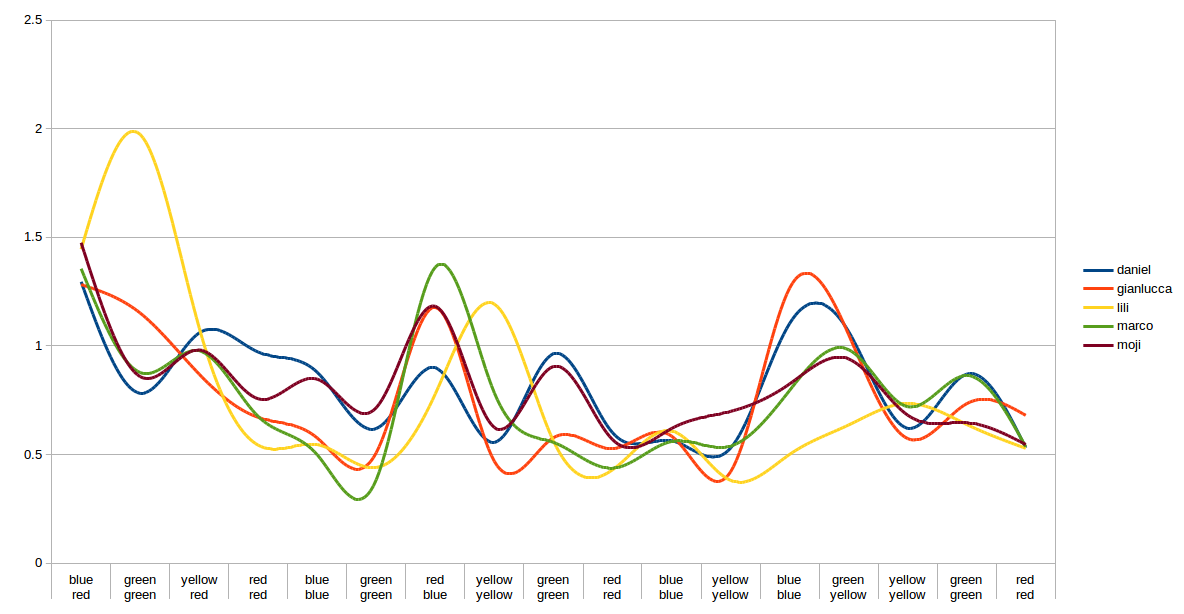 2.5
2
1.5
1
0.5
0
blue green yellow red blue green red yellow green red blue yellow blue green yellow green red
red green red red blue green blue yellow green red blue yellow blue yellow yellow green red
daniel
gianlucca
lili
marco
moji